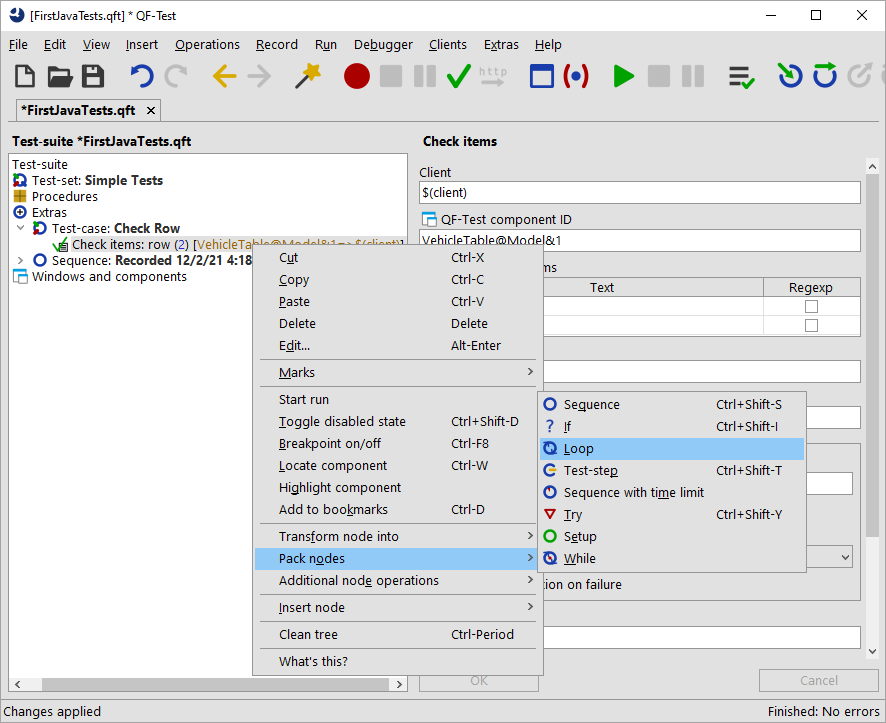 [FirstJavaTests.qft] * QF-Test
File Edit View Insert Operations Record Run Debugger Clients Extras Help
http
*FirstJavaTests.qft
Test-suite *FirstJavaTests.qft
Test-suite
Test-set: Simple Tests
Procedures
Extras
Test-case: Check Row
Check items: row (2) [VehicleTable@Model&1 => $(client)]
Sequence: Recorded 12/2/21 4:18
Windows and components
Check items
Client
$(client)
QF-Test component ID
VehicleTable@Model&1
ms
Text Regexp
ion on failure
OK Cancel
Cut Ctrl-X
Copy Ctrl-C
Paste Ctrl-V
Delete Delete
Edit... Alt-Enter
Marks
Start run
Toggle disabled state Ctrl+Shift-D
Breakpoint on/off Ctrl-F8
Locate component Ctrl-W
Highlight component
Add to bookmarks Ctrl-D
Transform node into
Pack nodes
Additional node operations
Insert node
Clean tree Ctrl-Period
What's this?
Sequence Ctrl+Shift-S
If Ctrl+Shift-I
Loop
Test-step Ctrl+Shift-T
Sequence with time limit
Try Ctrl+Shift-Y
Setup
While
Changes applied Finished: No errors